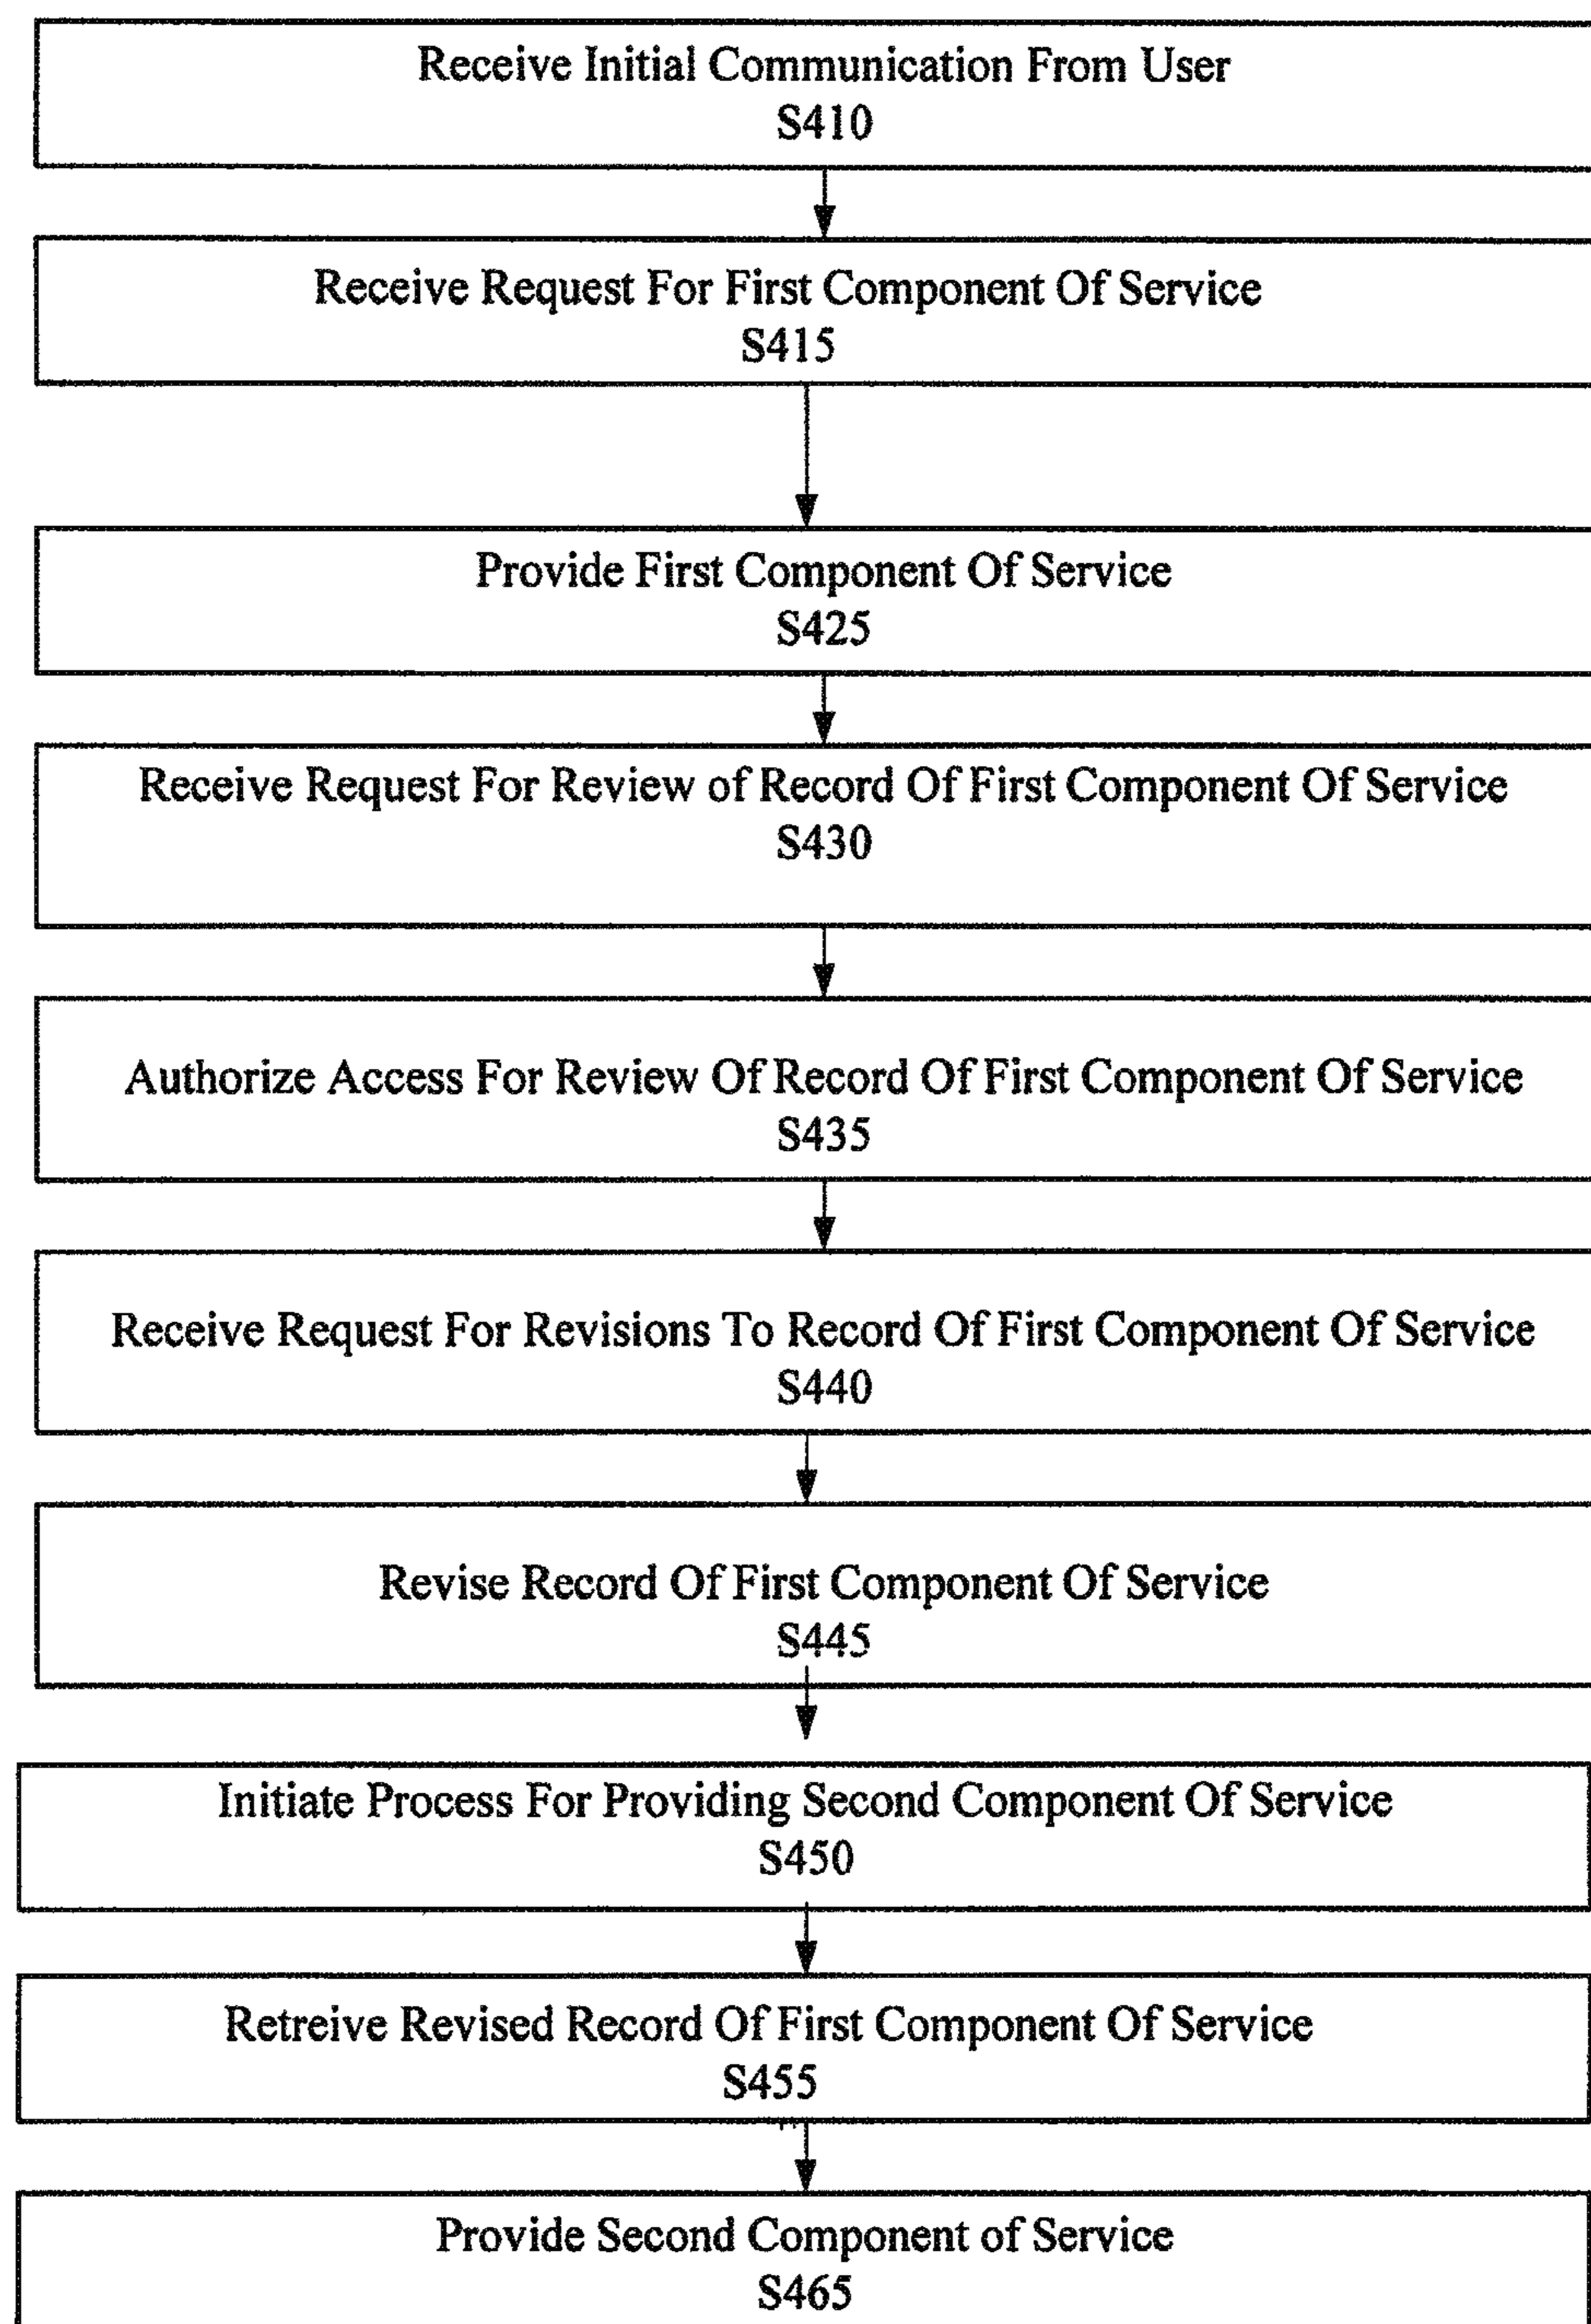 Receive Initial Communication From User
S410
Receive Request For First Component Of Service
S415
Provide First Component Of Service
S425
Receive Request For Review of Record Of First Component Of Service
S430
Authorize Access For Review Of Record Of First Component Of Service
S435
Receive Request For Revisions To Record Of First Component Of Service
S440
Revise Record Of First Component Of Service
S445
Initiate Process For Providing Second Component Of Service
S450
Retreive Revised Record Of First Component Of Service
S455
Provide Second Component of Service
S465